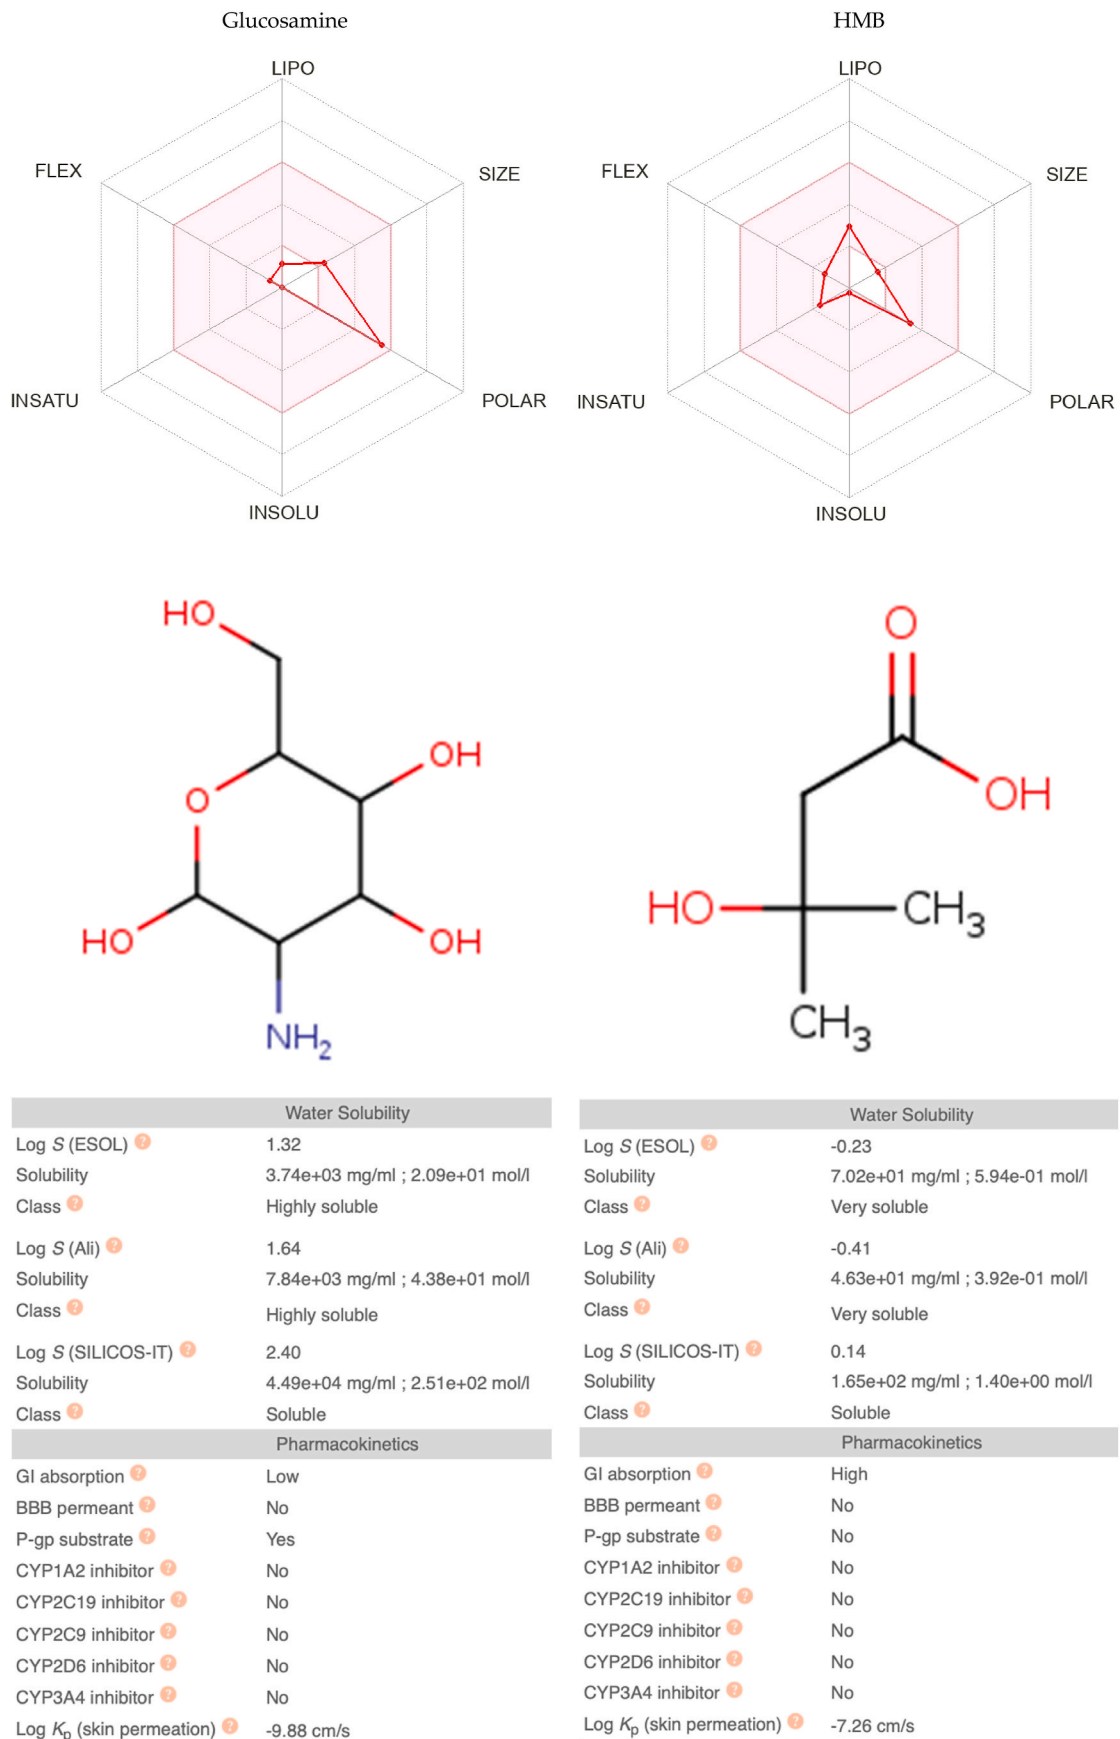 Glucosamine
LIPO
FLEX
SIZE
INSATU
POLAR
INSOLU
HO
OH
O
HO
OH
NH2
Water Solubility
Log S (ESOL) ? 1.32
Solubility 3.74e+03 mg/ml ; 2.09e+01 mol/l
Class ? Highly soluble
Log S (Ali) ? 1.64
Solubility 7.84e+03 mg/ml ; 4.38e+01 mol/l
Class ? Highly soluble
Log S (SILICOS-IT) ? 2.40
Solubility 4.49e+04 mg/ml ; 2.51e+02 mol/l
Class ? Soluble
Pharmacokinetics
GI absorption ? Low
BBB permeant ? No
P-gp substrate ? Yes
CYP1A2 inhibitor ? No
CYP2C19 inhibitor ? No
CYP2C9 inhibitor ? No
CYP2D6 inhibitor ? No
CYP3A4 inhibitor ? No
Log Kp (skin permeation) ? -9.88 cm/s
HMB
LIPO
FLEX
SIZE
INSATU
POLAR
INSOLU
O
OH
HO
CH3
CH3
Water Solubility
Log S (ESOL) ? -0.23
Solubility 7.02e+01 mg/ml ; 5.94e-01 mol/l
Class ? Very soluble
Log S (Ali) ? -0.41
Solubility 4.63e+01 mg/ml ; 3.92e-01 mol/l
Class ? Very soluble
Log S (SILICOS-IT) ? 0.14
Solubility 1.65e+02 mg/ml ; 1.40e+00 mol/l
Class ? Soluble
Pharmacokinetics
GI absorption ? High
BBB permeant ? No
P-gp substrate ? No
CYP1A2 inhibitor ? No
CYP2C19 inhibitor ? No
CYP2C9 inhibitor ? No
CYP2D6 inhibitor ? No
CYP3A4 inhibitor ? No
Log Kp (skin permeation) ? -7.26 cm/s